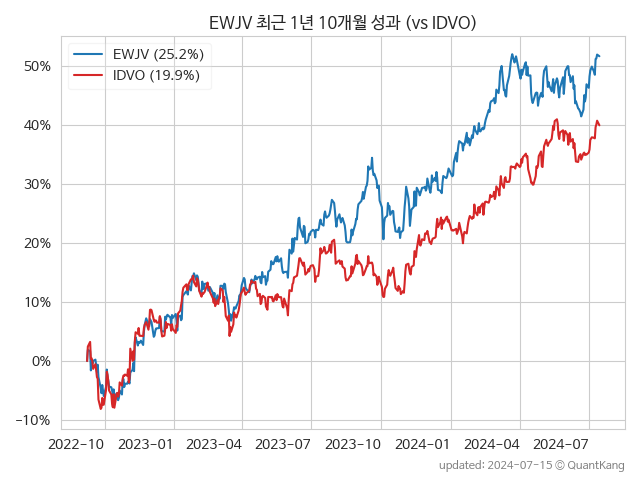 EWJV 최근 1년 10개월 성과 (vs IDVO)
EWJV (25.2%)
IDVO (19.9%)
50%
40%
30%
20%
10%
0%
−10%
2022-10 2023-01 2023-04 2023-07 2023-10 2024-01 2024-04 2024-07
updated: 2024-07-15 © QuantKang